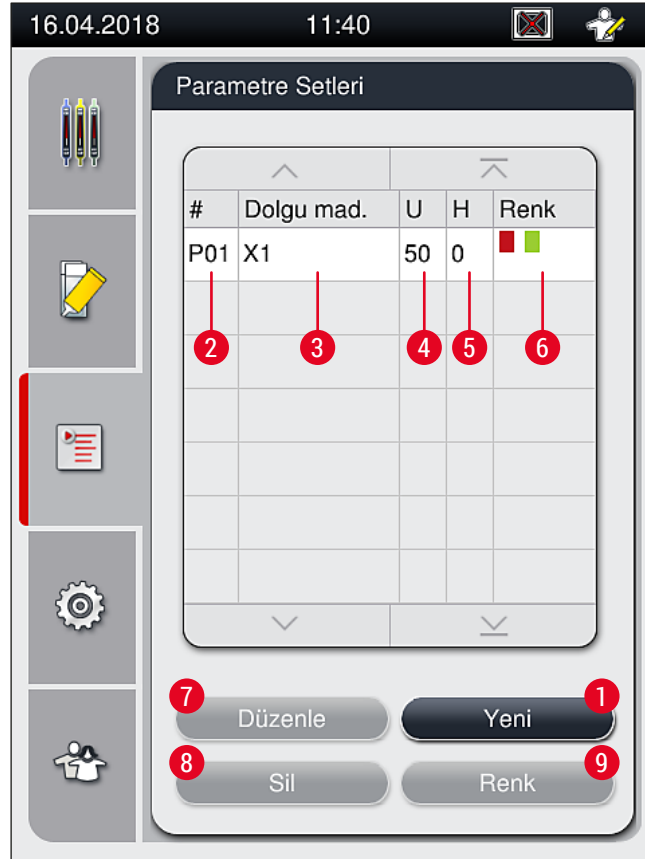 16.04.2018 11:40
Parametre Setleri
# Dolgu mad. U H Renk
P01 X1 50 0
2 3 4 5 6
7 1
Düzenle Yeni
8 9
Sil Renk